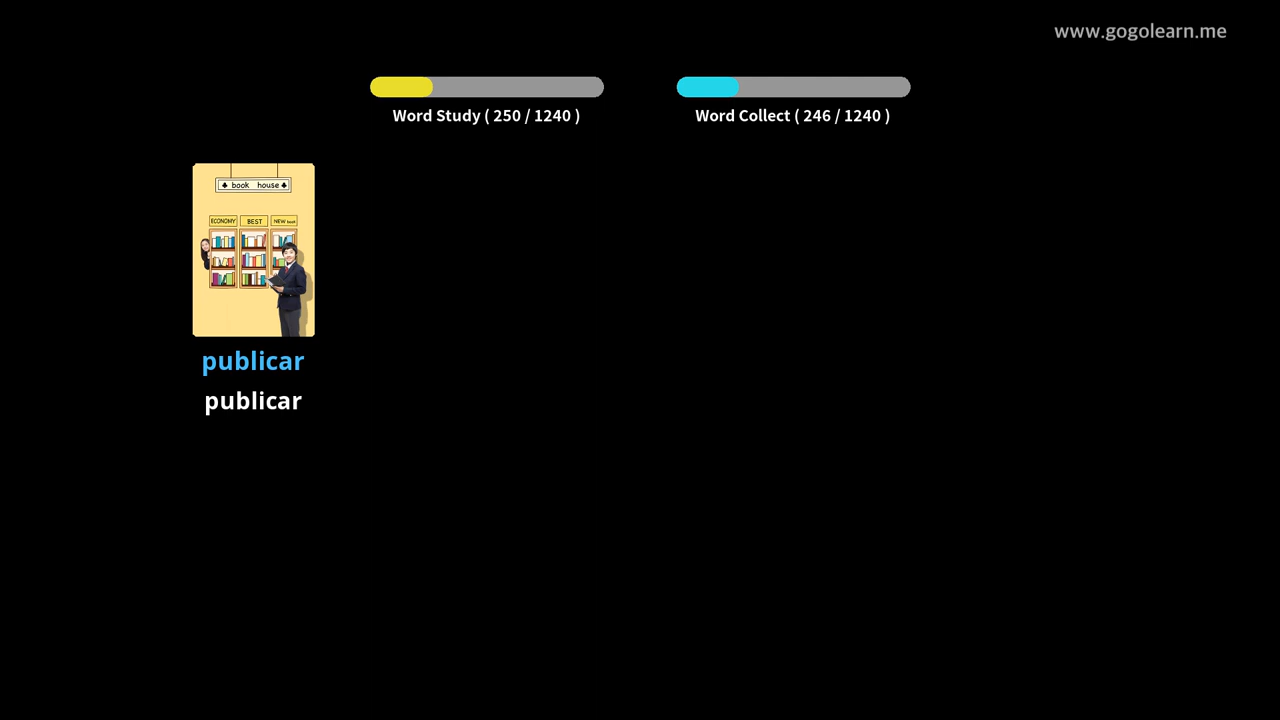 www.gogolearn.me
Word Study ( 250 / 1240 )
Word Collect ( 246 / 1240 )
book house
ECONOMY
BEST
NEW book
publicar
publicar